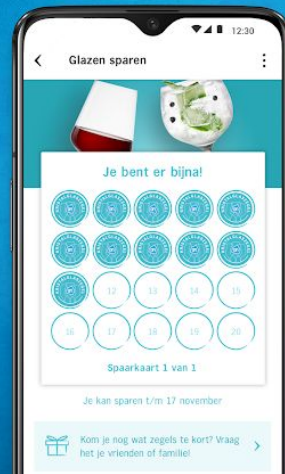 12:30
Glazen sparen
Je bent er bijna!
12 13 14 15
16 17 18 19 20
Spaarkaart 1 van 1
Je kan sparen t/m 17 november
Kom je nog wat zegels te kort? Vraag
het je vrienden of familie!